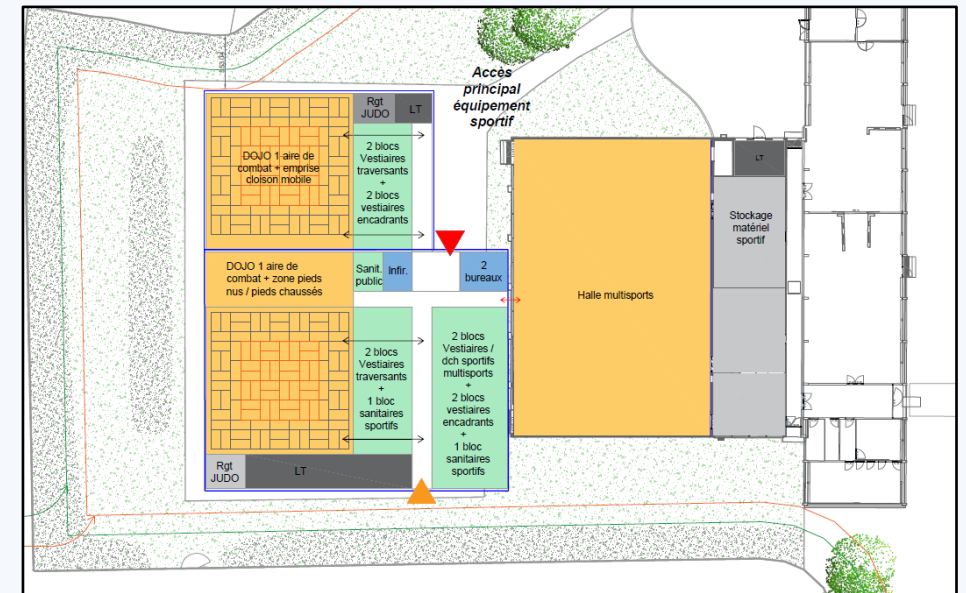 Accès
principal
équipement
sportif
Rgt
JUDO
LT
DOJO 1 aire de
combat + emprise
cloison mobile
2 blocs
Vestiaires
traversants
+
2 blocs
vestiaires
encadrants
LT
Stockage
matériel
sportif
DOJO 1 aire de
combat + zone pieds
nus / pieds chaussés
Sanit.
public
Infir.
2
bureaux
Halle multisports
2 blocs
Vestiaires
traversants
+
1 bloc
sanitaires
sportifs
2 blocs
Vestiaires /
dch sportifs
multisports
+
2 blocs
vestiaires
encadrants
+
1 bloc
sanitaires
sportifs
Rgt
JUDO
LT